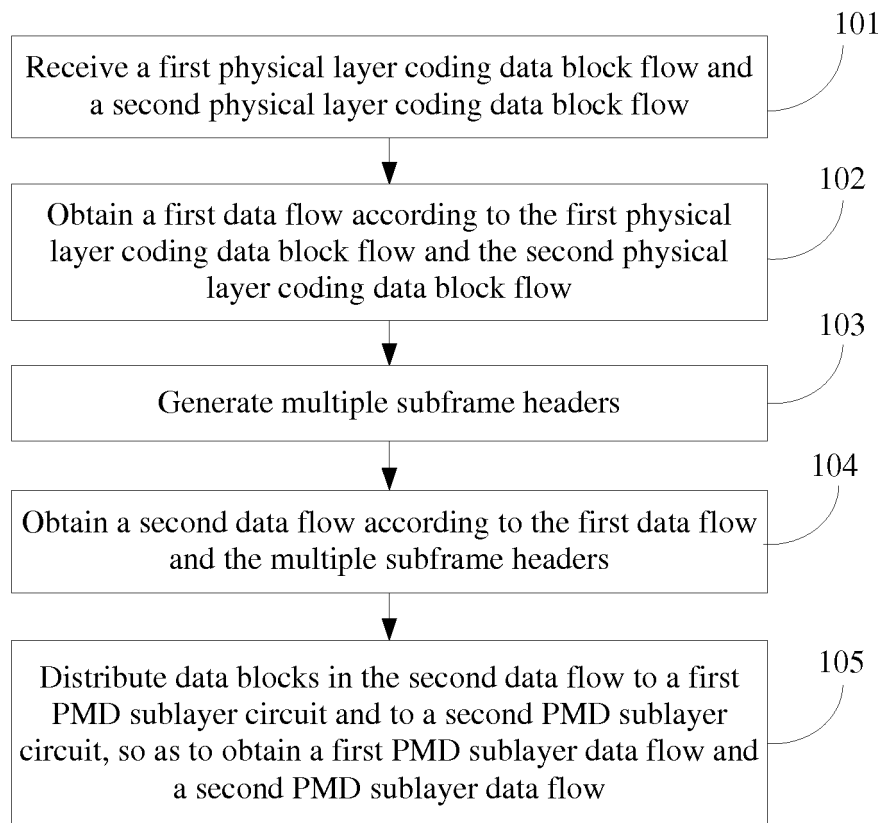 101
Receive a first physical layer coding data block flow and
a second physical layer coding data block flow
102
Obtain a first data flow according to the first physical
layer coding data block flow and the second physical
layer coding data block flow
103
Generate multiple subframe headers
104
Obtain a second data flow according to the first data flow
and the multiple subframe headers
105
Distribute data blocks in the second data flow to a first
PMD sublayer circuit and to a second PMD sublayer
circuit, so as to obtain a first PMD sublayer data flow and
a second PMD sublayer data flow